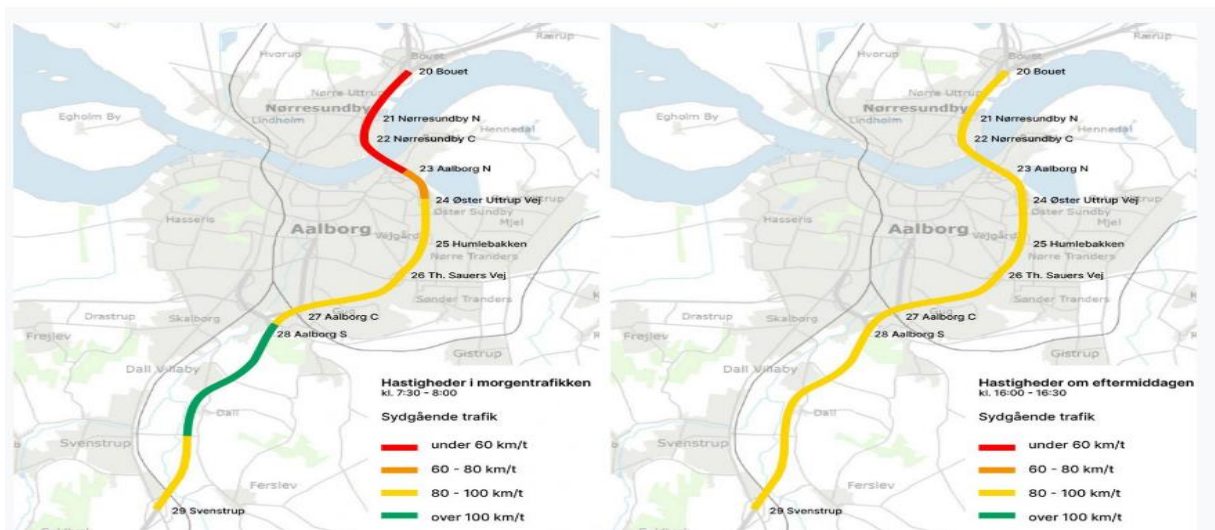 Hvorup
Rærup
Bouet
20 Bouet
Nørre Uttrup
Nørresundby
Lindholm
21 Nørresundby N
Hennedal
22 Nørresundby C
Egholm By
23 Aalborg N
24 Øster Uttrup Vej
Hasseris
Øster Sundby
Mjel
Aalborg
Vejgård
25 Humlebakken
Nørre Tranders
26 Th. Sauers Vej
Sønder Tranders
Drastrup
Skalborg
Gug
27 Aalborg C
28 Aalborg S
Frejlev
Gistrup
Dall Villaby
Hastigheder i morgentrafikken
kl. 7:30 - 8:00
Dall
Sydgående trafik
Svenstrup
under 60 km/t
60 - 80 km/t
Ferslev
80 - 100 km/t
29 Svenstrup
over 100 km/t
Hvorup
Rærup
Bouet
20 Bouet
Nørre Uttrup
Nørresundby
Lindholm
21 Nørresundby N
Hennedal
22 Nørresundby C
Egholm By
23 Aalborg N
24 Øster Uttrup Vej
Hasseris
Øster Sundby
Mjel
Aalborg
Vejgård
25 Humlebakken
Nørre Tranders
26 Th. Sauers Vej
Sønder Tranders
Drastrup
Skalborg
Gug
27 Aalborg C
28 Aalborg S
Frejlev
Gistrup
Dall Villaby
Hastigheder om eftermiddagen
kl. 16:00 - 16:30
Dall
Sydgående trafik
Svenstrup
under 60 km/t
60 - 80 km/t
Ferslev
80 - 100 km/t
29 Svenstrup
over 100 km/t